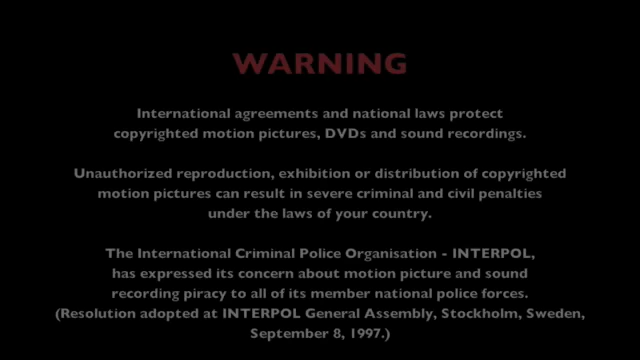 WARNING
International agreements and national laws protect
copyrighted motion pictures, DVDs and sound recordings.
Unauthorized reproduction, exhibition or distribution of copyrighted
motion pictures can result in severe criminal and civil penalties
under the laws of your country.
The International Criminal Police Organisation - INTERPOL,
has expressed its concern about motion picture and sound
recording piracy to all of its member national police forces.
(Resolution adopted at INTERPOL General Assembly, Stockholm, Sweden,
September 8, 1997.)